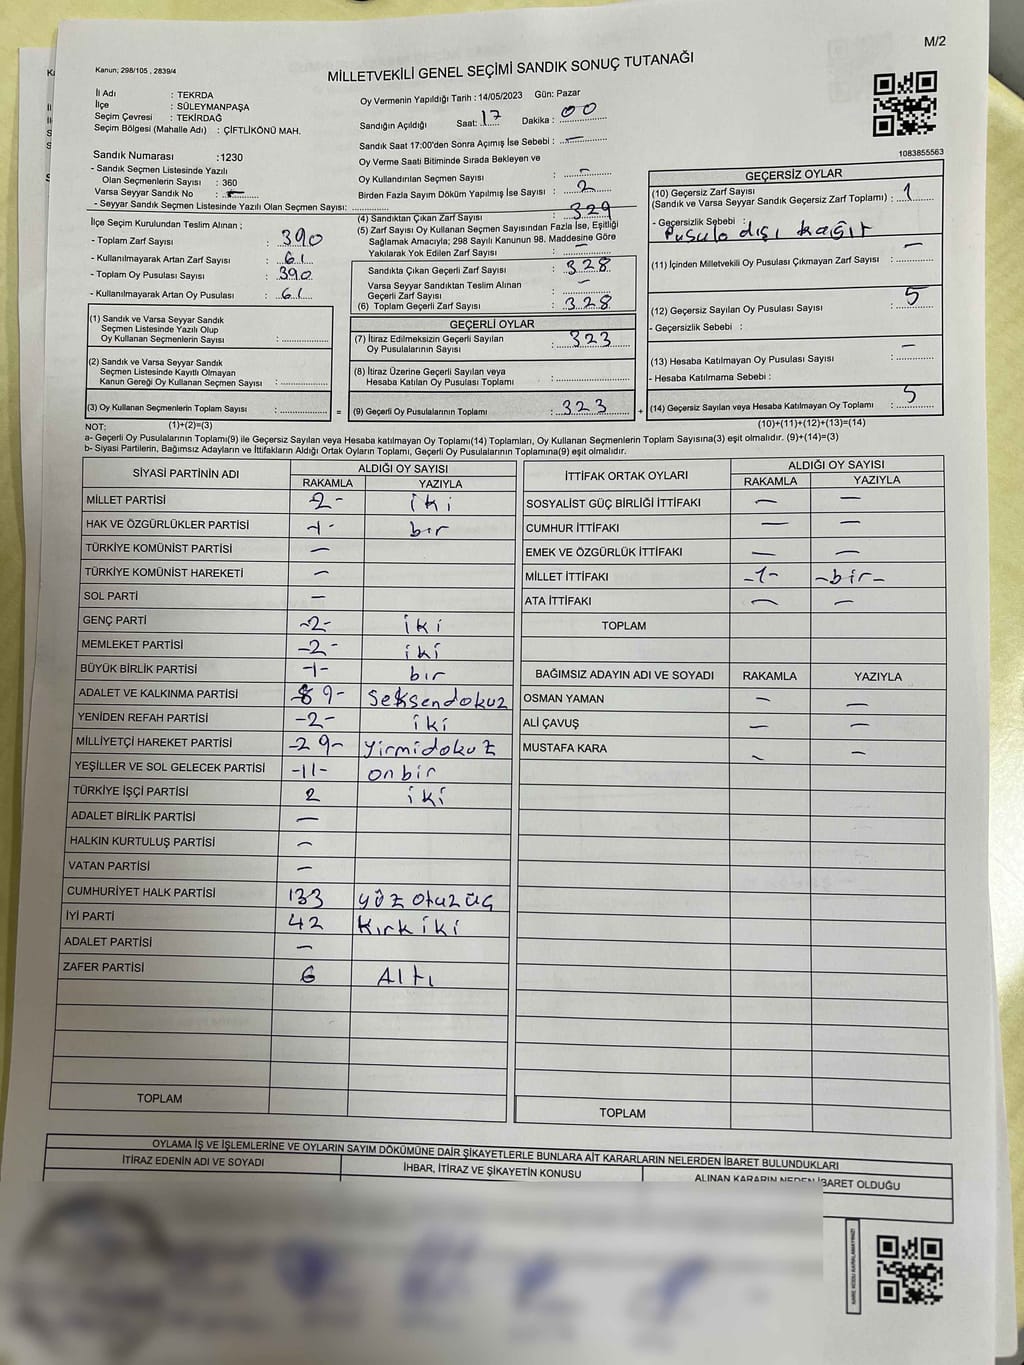 M/2
Kanun; 298/105 , 2839/4
MİLLETVEKİLİ GENEL SEÇİMİ SANDIK SONUÇ TUTANAĞI
İl Adı : TEKRDA
İlçe : SÜLEYMANPAŞA
Seçim Çevresi : TEKİRDAĞ
Seçim Bölgesi (Mahalle Adı) : ÇİFTLİKÖNÜ MAH.
Oy Vermenin Yapıldığı Tarih : 14/05/2023 Gün: Pazar
Sandığın Açıldığı Saat: 17 Dakika : 00
Sandık Saat 17:00'den Sonra Açımış İse Sebebi : -
1083855563
Sandık Numarası :1230
- Sandık Seçmen Listesinde Yazılı
Olan Seçmenlerin Sayısı : 360
Varsa Seyyar Sandık No : -
- Seyyar Sandık Seçmen Listesinde Yazılı Olan Seçmen Sayısı:
Oy Verme Saati Bitiminde Sırada Bekleyen ve
Oy Kullandırılan Seçmen Sayısı : -
Birden Fazla Sayım Döküm Yapılmış İse Sayısı : 2
İlçe Seçim Kurulundan Teslim Alınan ;
- Toplam Zarf Sayısı : 390
- Kullanılmayarak Artan Zarf Sayısı : 61
- Toplam Oy Pusulası Sayısı : 390
- Kullanılmayarak Artan Oy Pusulası : 61
(4) Sandıktan Çıkan Zarf Sayısı : 329
(5) Zarf Sayısı Oy Kullanan Seçmen Sayısından Fazla İse, Eşitliği
Sağlamak Amacıyla; 298 Sayılı Kanunun 98. Maddesine Göre
Yakılarak Yok Edilen Zarf Sayısı : -
Sandıkta Çıkan Geçerli Zarf Sayısı : 328
Varsa Seyyar Sandıktan Teslim Alınan
Geçerli Zarf Sayısı : -
(6) Toplam Geçerli Zarf Sayısı : 328
GEÇERSİZ OYLAR
(10) Geçersiz Zarf Sayısı
(Sandık ve Varsa Seyyar Sandık Geçersiz Zarf Toplamı) : 1
- Geçersizlik Sebebi :
Pusula dışı kağıt
(11) İçinden Milletvekili Oy Pusulası Çıkmayan Zarf Sayısı : -
(12) Geçersiz Sayılan Oy Pusulası Sayısı : 5
- Geçersizlik Sebebi :
(13) Hesaba Katılmayan Oy Pusulası Sayısı : -
- Hesaba Katılmama Sebebi :
(14) Geçersiz Sayılan veya Hesaba Katılmayan Oy Toplamı : 5
(10)+(11)+(12)+(13)=(14)
(1) Sandık ve Varsa Seyyar Sandık
Seçmen Listesinde Yazılı Olup
Oy Kullanan Seçmenlerin Sayısı :
(2) Sandık ve Varsa Seyyar Sandık
Seçmen Listesinde Kayıtlı Olmayan
Kanun Gereği Oy Kullanan Seçmen Sayısı :
(3) Oy Kullanan Seçmenlerin Toplam Sayısı : =
(1)+(2)=(3)
GEÇERLİ OYLAR
(7) İtiraz Edilmeksizin Geçerli Sayılan
Oy Pusulalarının Sayısı : 323
(8) İtiraz Üzerine Geçerli Sayılan veya
Hesaba Katılan Oy Pusulası Toplamı :
(9) Geçerli Oy Pusulalarının Toplamı : 323 +
NOT;
a- Geçerli Oy Pusulalarının Toplamı(9) ile Geçersiz Sayılan veya Hesaba katılmayan Oy Toplamı(14) Toplamları, Oy Kullanan Seçmenlerin Toplam Sayısına(3) eşit olmalıdır. (9)+(14)=(3)
b- Siyasi Partilerin, Bağımsız Adayların ve İttifakların Aldığı Ortak Oyların Toplamı, Geçerli Oy Pusulalarının Toplamına(9) eşit olmalıdır.
SİYASİ PARTİNİN ADI ALDIĞI OY SAYISI
RAKAMLA YAZIYLA
MİLLET PARTİSİ 2- iki
HAK VE ÖZGÜRLÜKLER PARTİSİ -1- bir
TÜRKİYE KOMÜNİST PARTİSİ -
TÜRKİYE KOMÜNİST HAREKETİ -
SOL PARTİ -
GENÇ PARTİ -2- iki
MEMLEKET PARTİSİ -2- iki
BÜYÜK BİRLİK PARTİSİ -1- bir
ADALET VE KALKINMA PARTİSİ -89- Seksendokuz
YENİDEN REFAH PARTİSİ -2- iki
MİLLİYETÇİ HAREKET PARTİSİ -29- yirmidokuz
YEŞİLLER VE SOL GELECEK PARTİSİ -11- onbir
TÜRKİYE İŞÇİ PARTİSİ 2 iki
ADALET BİRLİK PARTİSİ -
HALKIN KURTULUŞ PARTİSİ -
VATAN PARTİSİ -
CUMHURİYET HALK PARTİSİ 133 yüz otuzüç
İYİ PARTİ 42 Kırk iki
ADALET PARTİSİ -
ZAFER PARTİSİ 6 Altı
TOPLAM
İTTİFAK ORTAK OYLARI ALDIĞI OY SAYISI
RAKAMLA YAZIYLA
SOSYALİST GÜÇ BİRLİĞİ İTTİFAKI - -
CUMHUR İTTİFAKI - -
EMEK VE ÖZGÜRLÜK İTTİFAKI - -
MİLLET İTTİFAKI -1- -bir-
ATA İTTİFAKI - -
TOPLAM
BAĞIMSIZ ADAYIN ADI VE SOYADI RAKAMLA YAZIYLA
OSMAN YAMAN - -
ALİ ÇAVUŞ - -
MUSTAFA KARA - -
TOPLAM
OYLAMA İŞ VE İŞLEMLERİNE VE OYLARIN SAYIM DÖKÜMÜNE DAİR ŞİKAYETLERLE BUNLARA AİT KARARLARIN NELERDEN İBARET BULUNDUKLARI
İTİRAZ EDENİN ADI VE SOYADI İHBAR, İTİRAZ VE ŞİKAYETİN KONUSU ALINAN KARARIN NEDEN İBARET OLDUĞU
KARE KODU KARALAMAYINIZ!